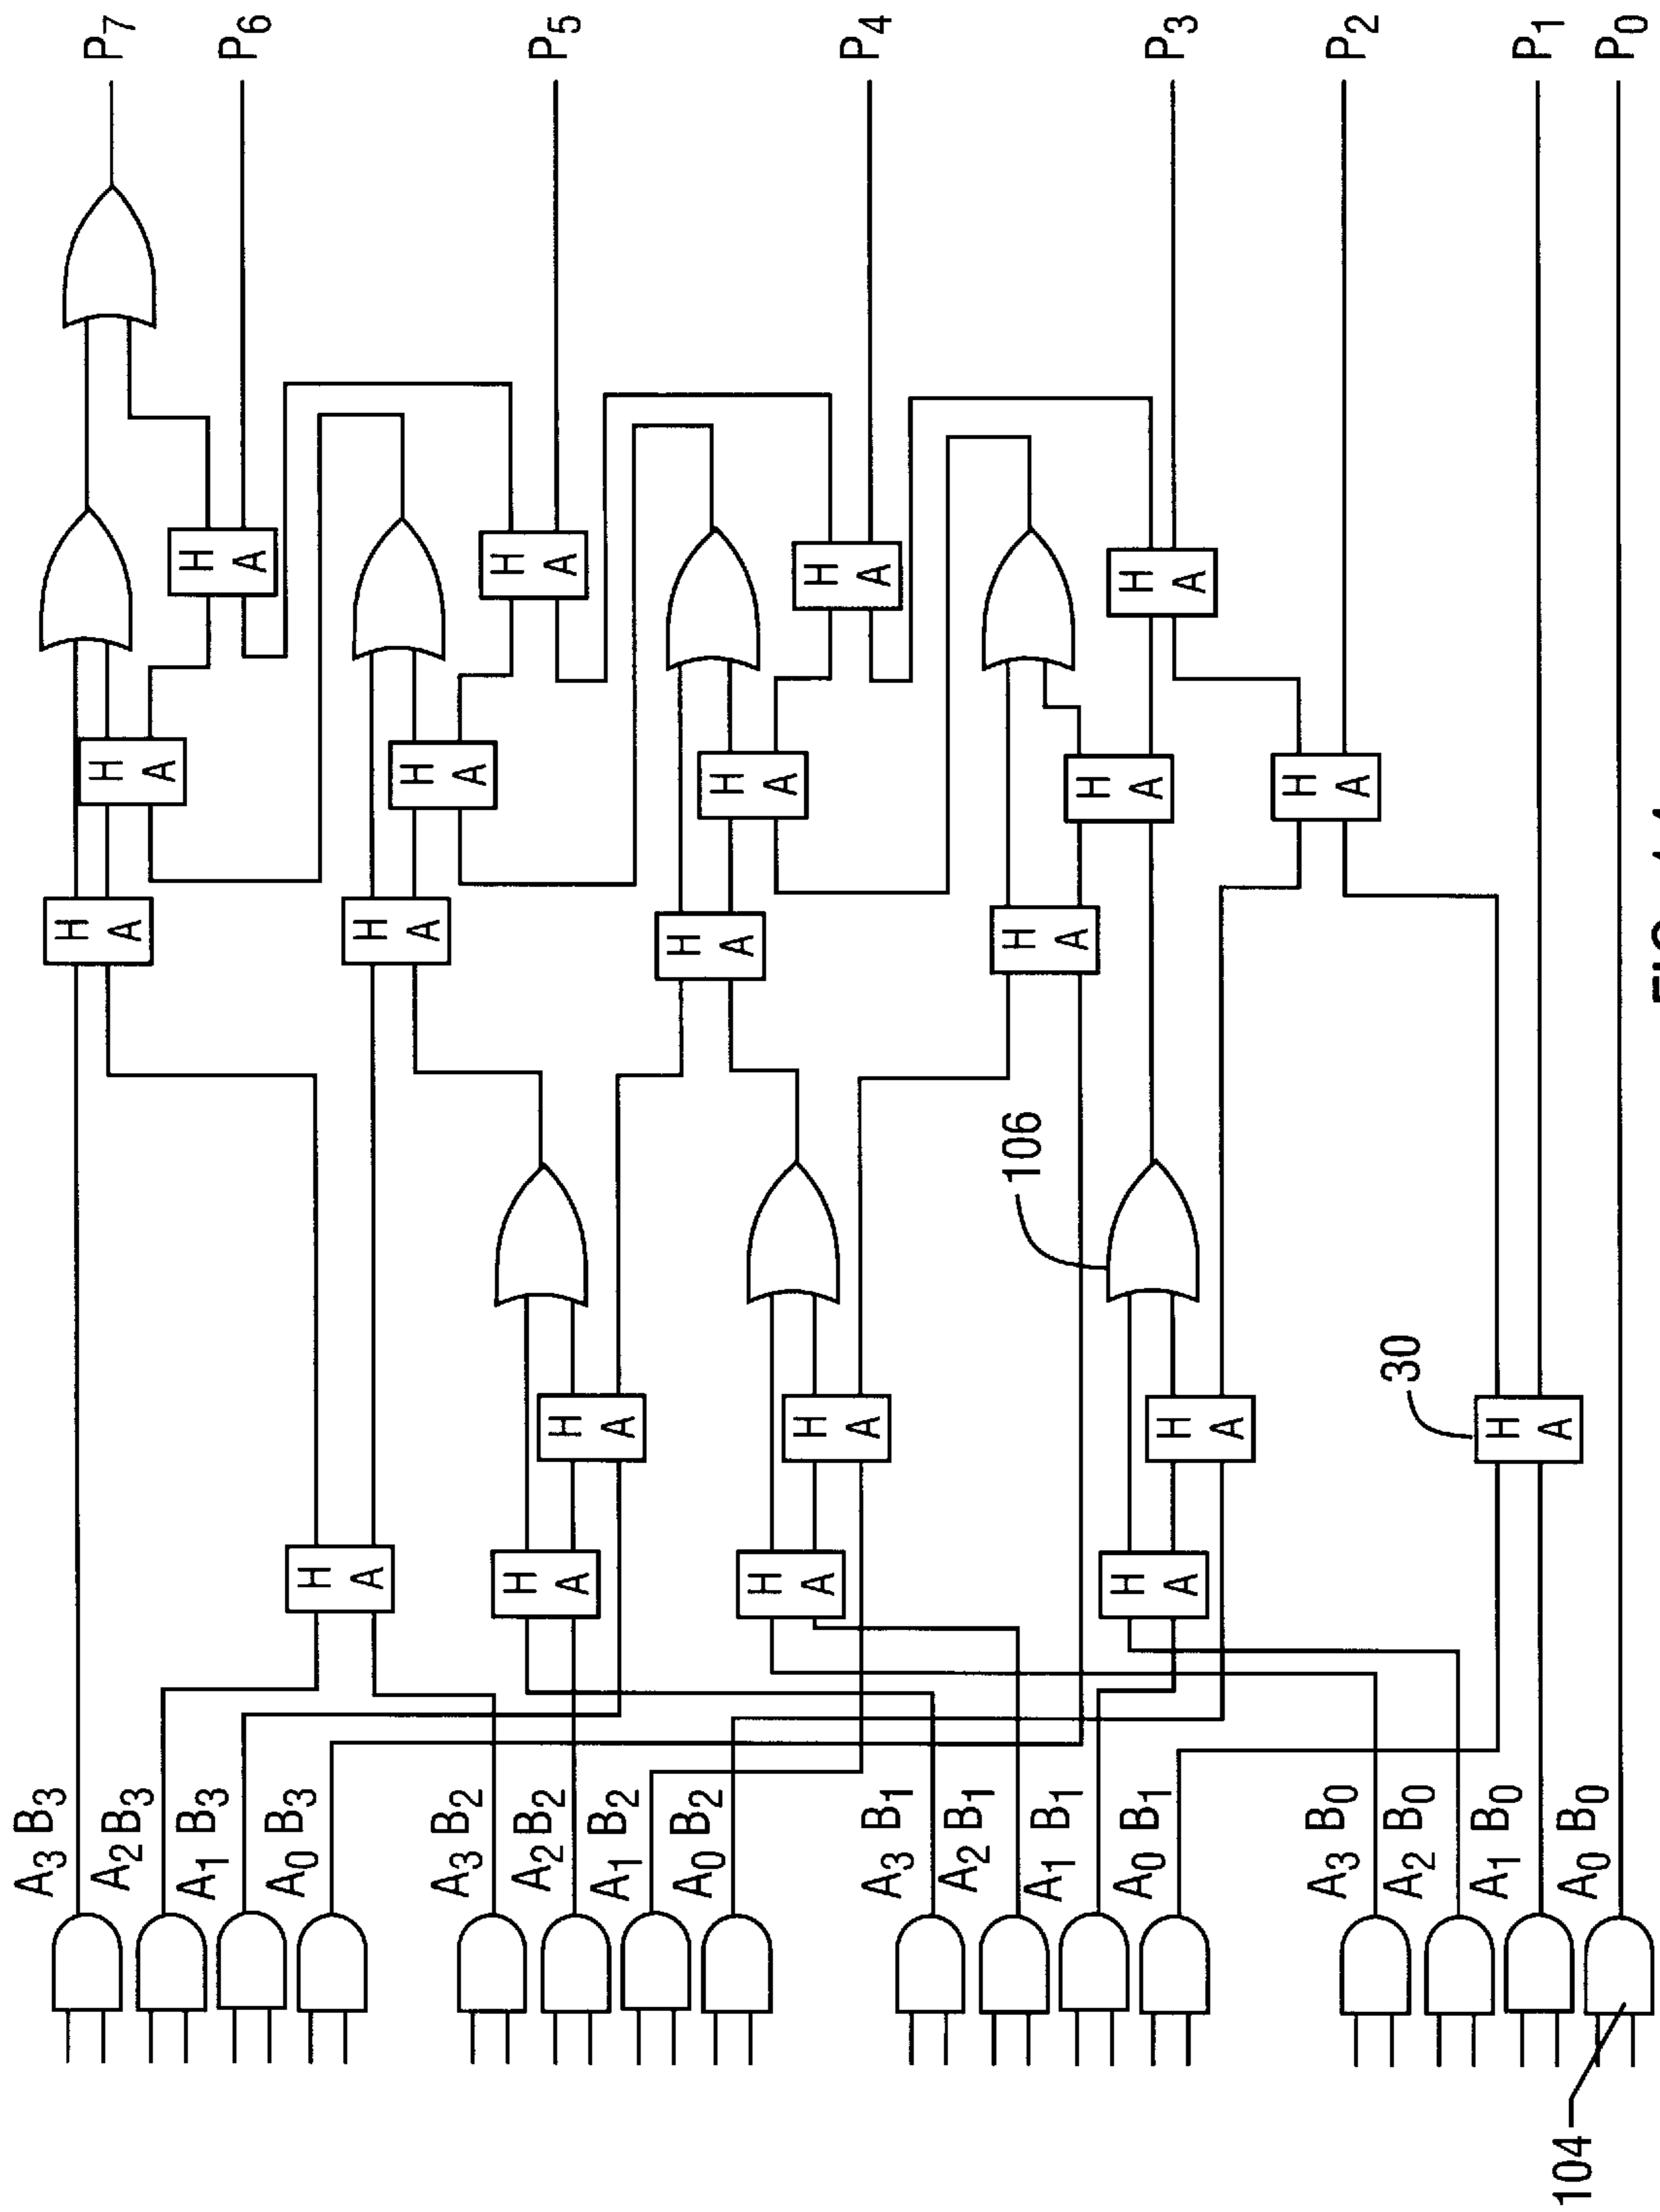 P7
P6
P5
P4
P3
P2
P1
P0
H A
H A
H A
H A
H A
H A
H A
H A
H A
H A
H A
H A
H A
106
30
H A
H A
H A
H A
H A
H A
H A
H A
A3 B3
A2 B3
A1 B3
A0 B3
A3 B2
A2 B2
A1 B2
A0 B2
A3 B1
A2 B1
A1 B1
A0 B1
A3 B0
A2 B0
A1 B0
A0 B0
104